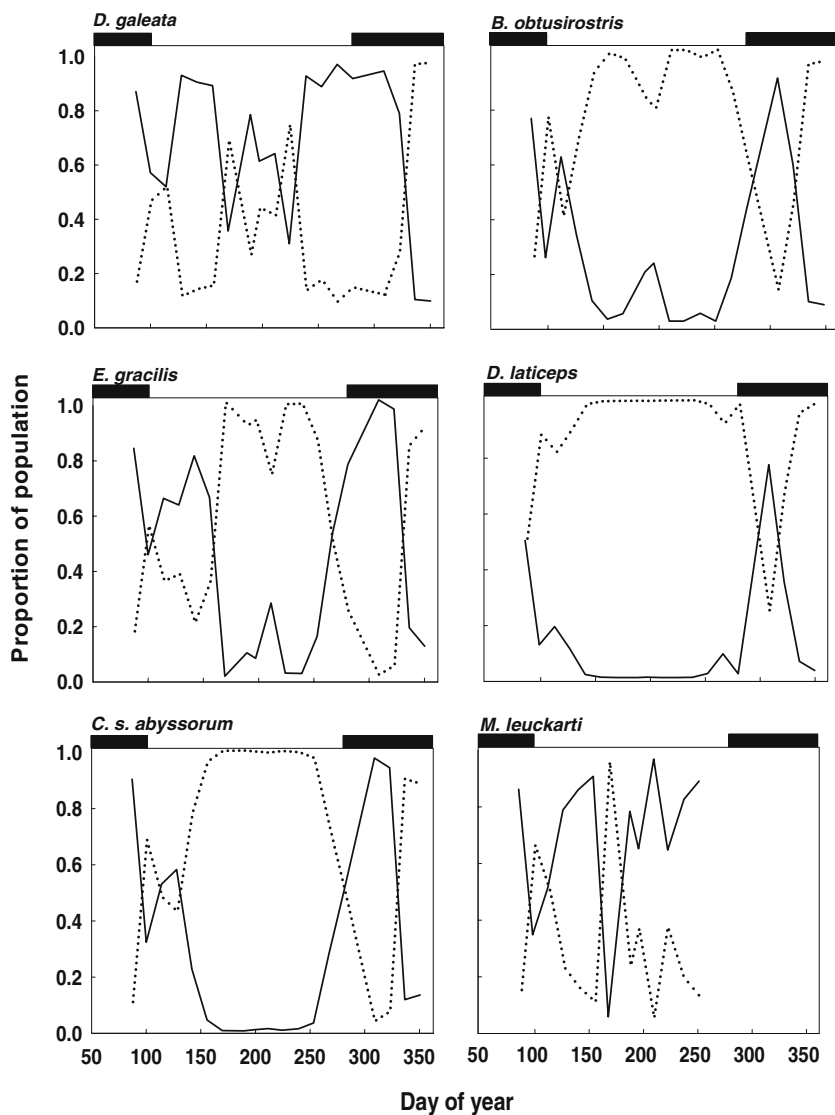 D. galeata
B. obtusirostris
1.0
0.8
0.6
0.4
0.2
0.0
E. gracilis
D. laticeps
1.0
0.8
0.6
0.4
0.2
0.0
Proportion of population
C. s. abyssorum
M. leuckarti
1.0
0.8
0.6
0.4
0.2
0.0
50 100 150 200 250 300 350
50 100 150 200 250 300 350
Day of year